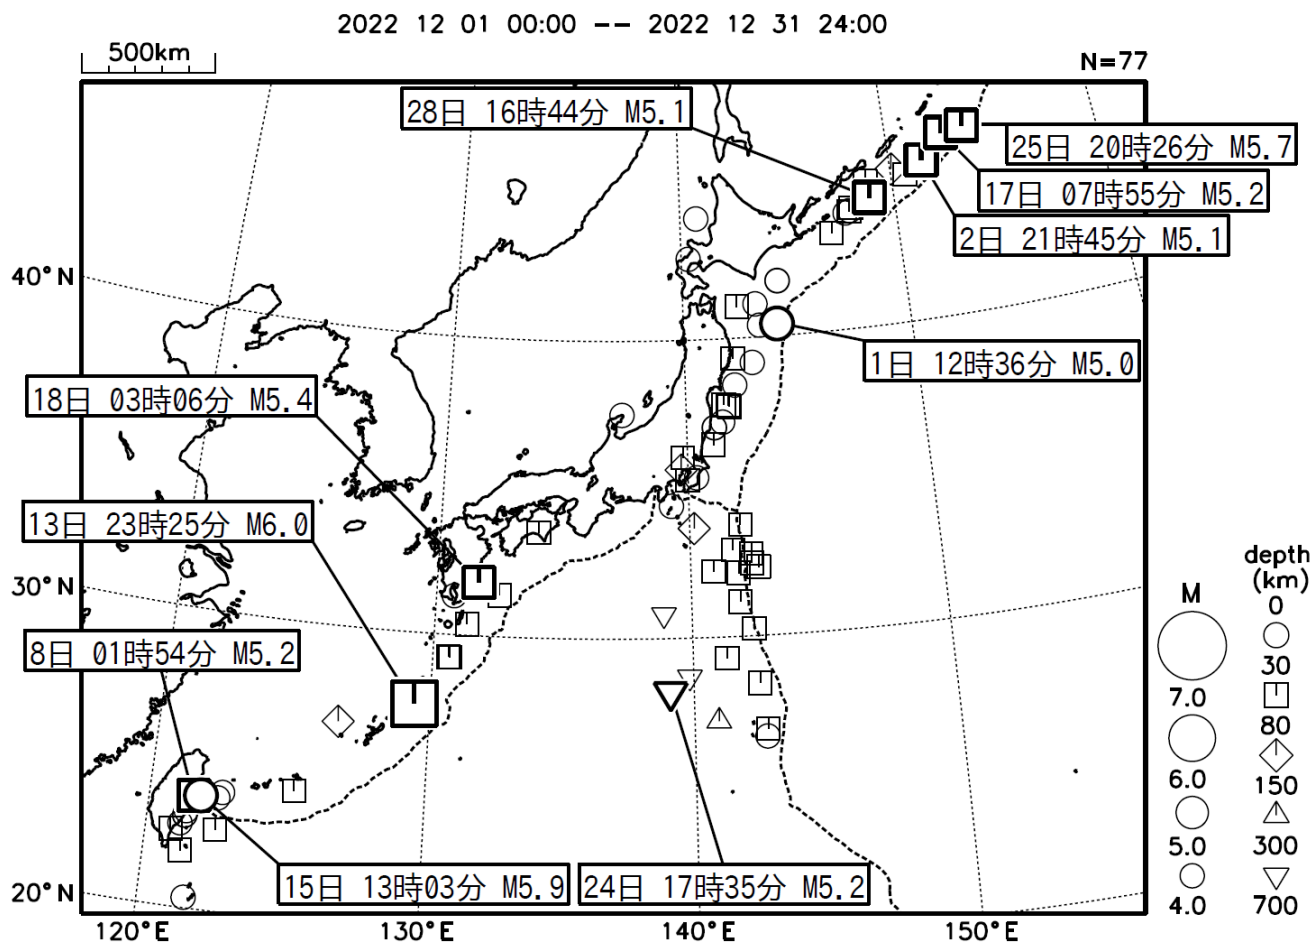 2022 12 01 00:00 -- 2022 12 31 24:00
500km
N=77
28日 16時44分 M5.1
25日 20時26分 M5.7
17日 07時55分 M5.2
2日 21時45分 M5.1
40°N
1日 12時36分 M5.0
18日 03時06分 M5.4
13日 23時25分 M6.0
30°N
8日 01時54分 M5.2
15日 13時03分 M5.9
24日 17時35分 M5.2
20°N
120°E
130°E
140°E
150°E
M
7.0
6.0
5.0
4.0
depth
(km)
0
30
80
150
300
700